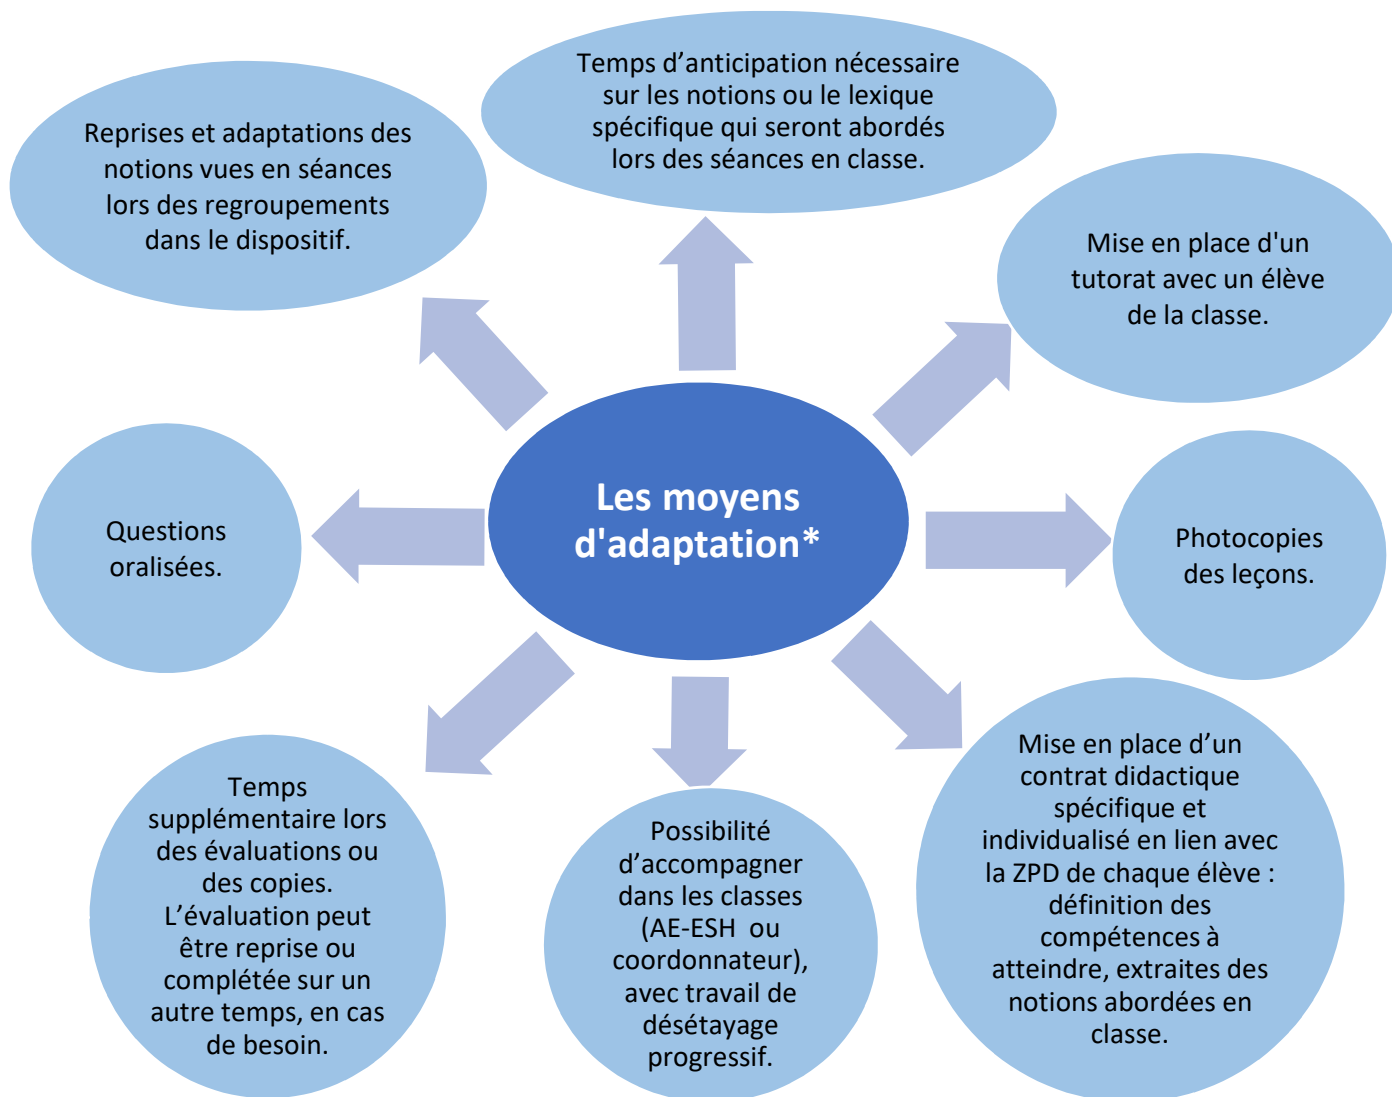 Temps d’anticipation nécessaire
sur les notions ou le lexique
spécifique qui seront abordés
lors des séances en classe.
Reprises et adaptations des
notions vues en séances
lors des regroupements
dans le dispositif.
Mise en place d'un
tutorat avec un élève
de la classe.
Les moyens
d'adaptation*
Questions
oralisées.
Photocopies
des leçons.
Temps
supplémentaire lors
des évaluations ou
des copies.
L’évaluation peut
être reprise ou
complétée sur un
autre temps, en cas
de besoin.
Possibilité
d’accompagner
dans les classes
(AE-ESH ou
coordonnateur),
avec travail de
désétayage
progressif.
Mise en place d’un
contrat didactique
spécifique et
individualisé en lien avec
la ZPD de chaque élève :
définition des
compétences à
atteindre, extraites des
notions abordées en
classe.